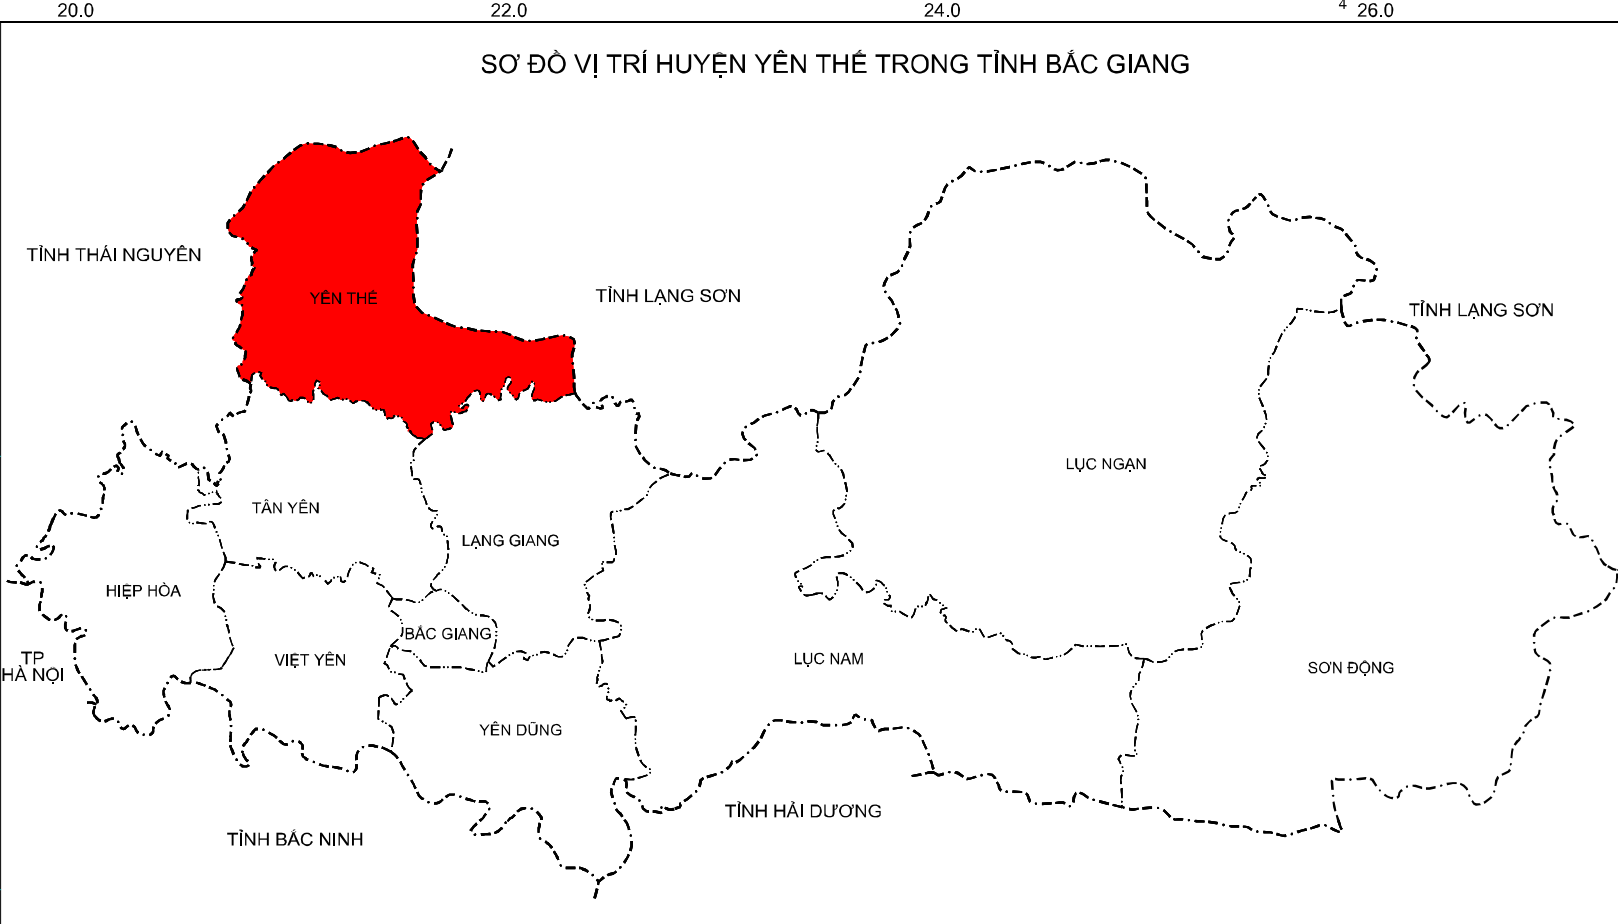 20.0 22.0 24.0 4 26.0
SƠ ĐỒ VỊ TRÍ HUYỆN YÊN THẾ TRONG TỈNH BẮC GIANG
TỈNH THÁI NGUYÊN
YÊN THẾ
TỈNH LẠNG SƠN
TỈNH LẠNG SƠN
LỤC NGẠN
TÂN YÊN
LẠNG GIANG
HIỆP HÒA
BẮC GIANG
TP
HÀ NỘI
VIỆT YÊN
LỤC NAM
SƠN ĐỘNG
YÊN DŨNG
TỈNH HẢI DƯƠNG
TỈNH BẮC NINH